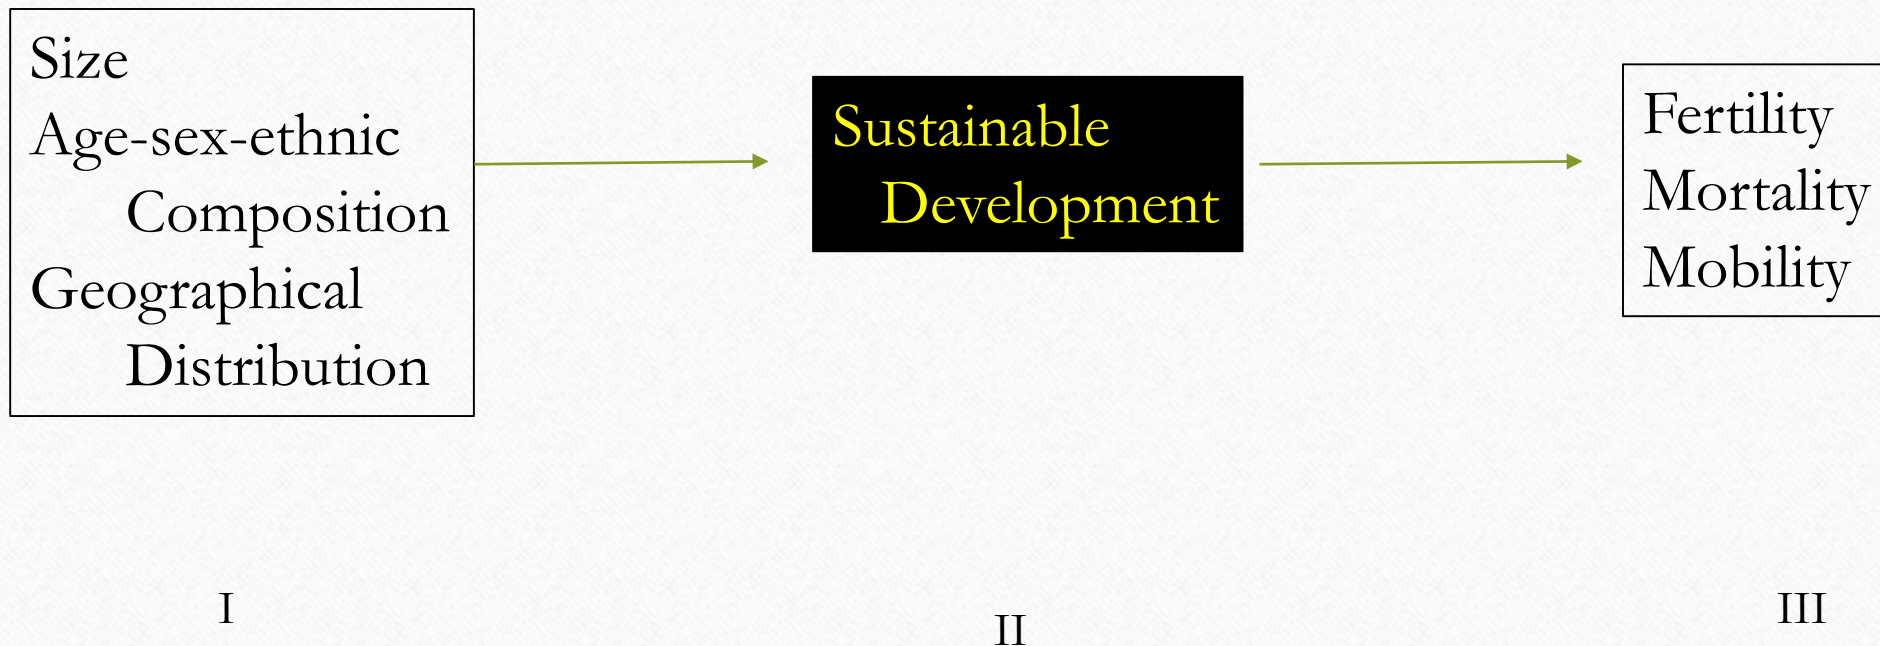 Size
Age-sex-ethnic
Composition
Geographical
Distribution
Sustainable
Development
Fertility
Mortality
Mobility
I
II
III